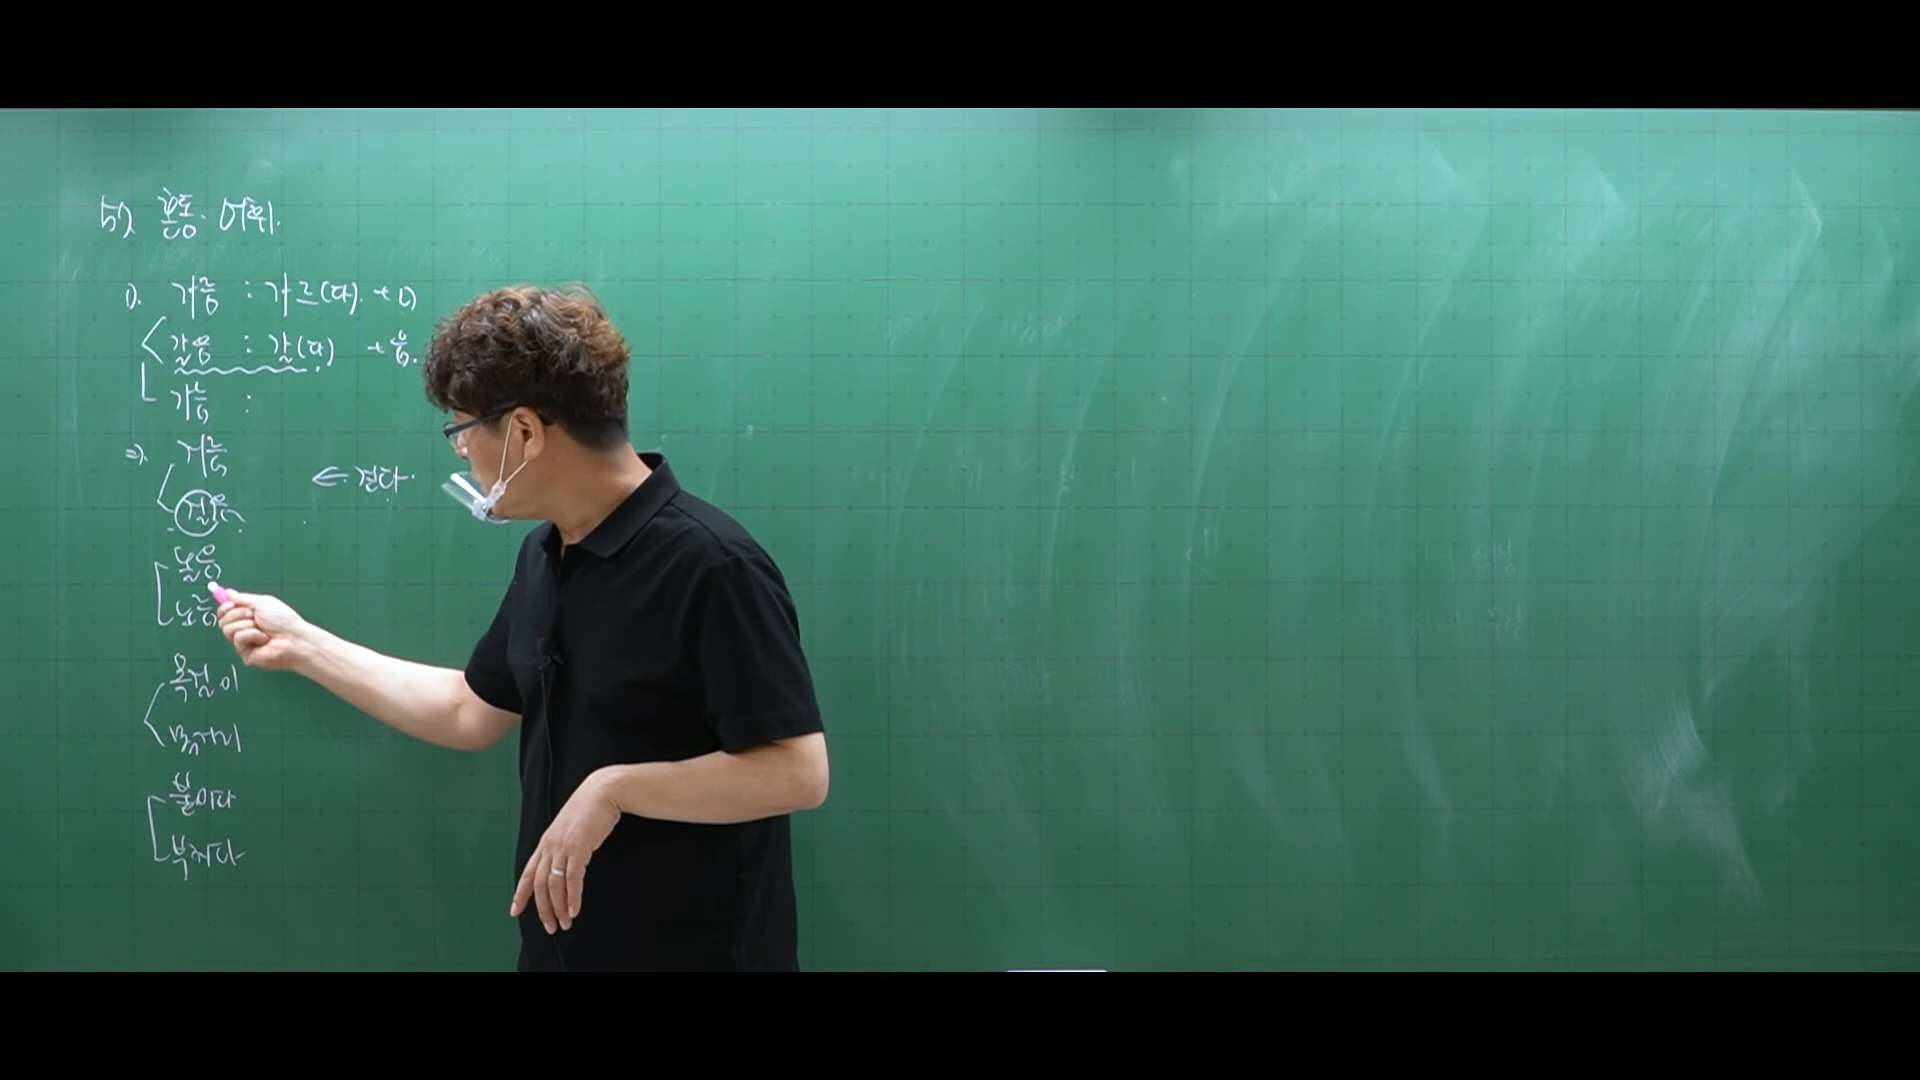 57 혼동 어휘.
1). 가름 : 가르(다). + ㅁ
갈음 : 갈(다) + 음.
가늠 :
2). 거름
걸음 ← 걷다.
놀음
노름
목걸이
목거리
붙이다
부치다